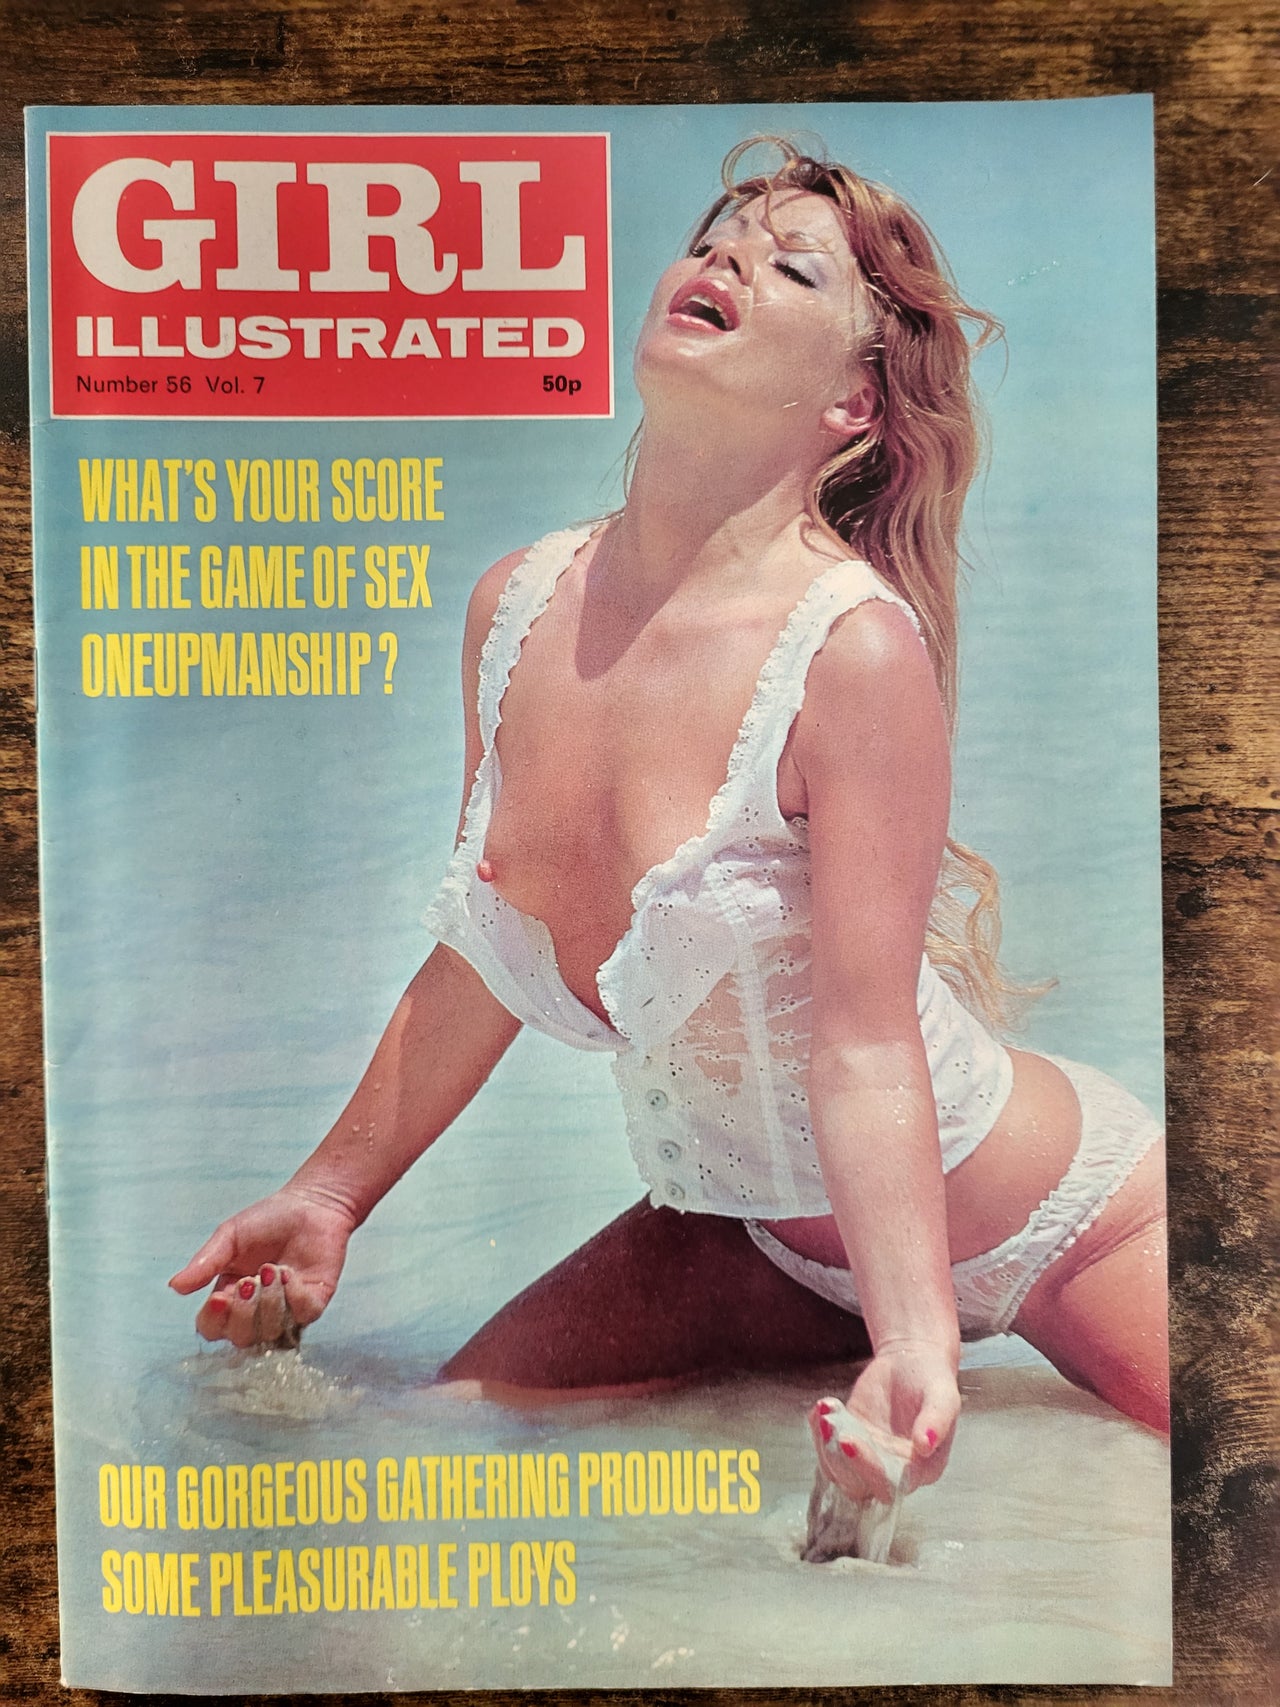 GIRL
ILLUSTRATED
Number 56 Vol. 7 50p
WHAT'S YOUR SCORE
IN THE GAME OF SEX
ONEUPMANSHIP?
OUR GORGEOUS GATHERING PRODUCES
SOME PLEASURABLE PLOYS